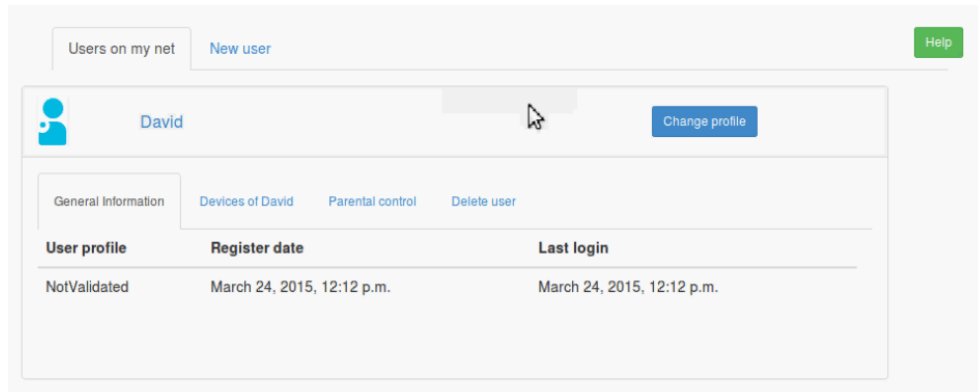 Users on my net New user Help
David Change profile
General Information Devices of David Parental control Delete user
User profile Register date Last login
NotValidated March 24, 2015, 12:12 p.m. March 24, 2015, 12:12 p.m.